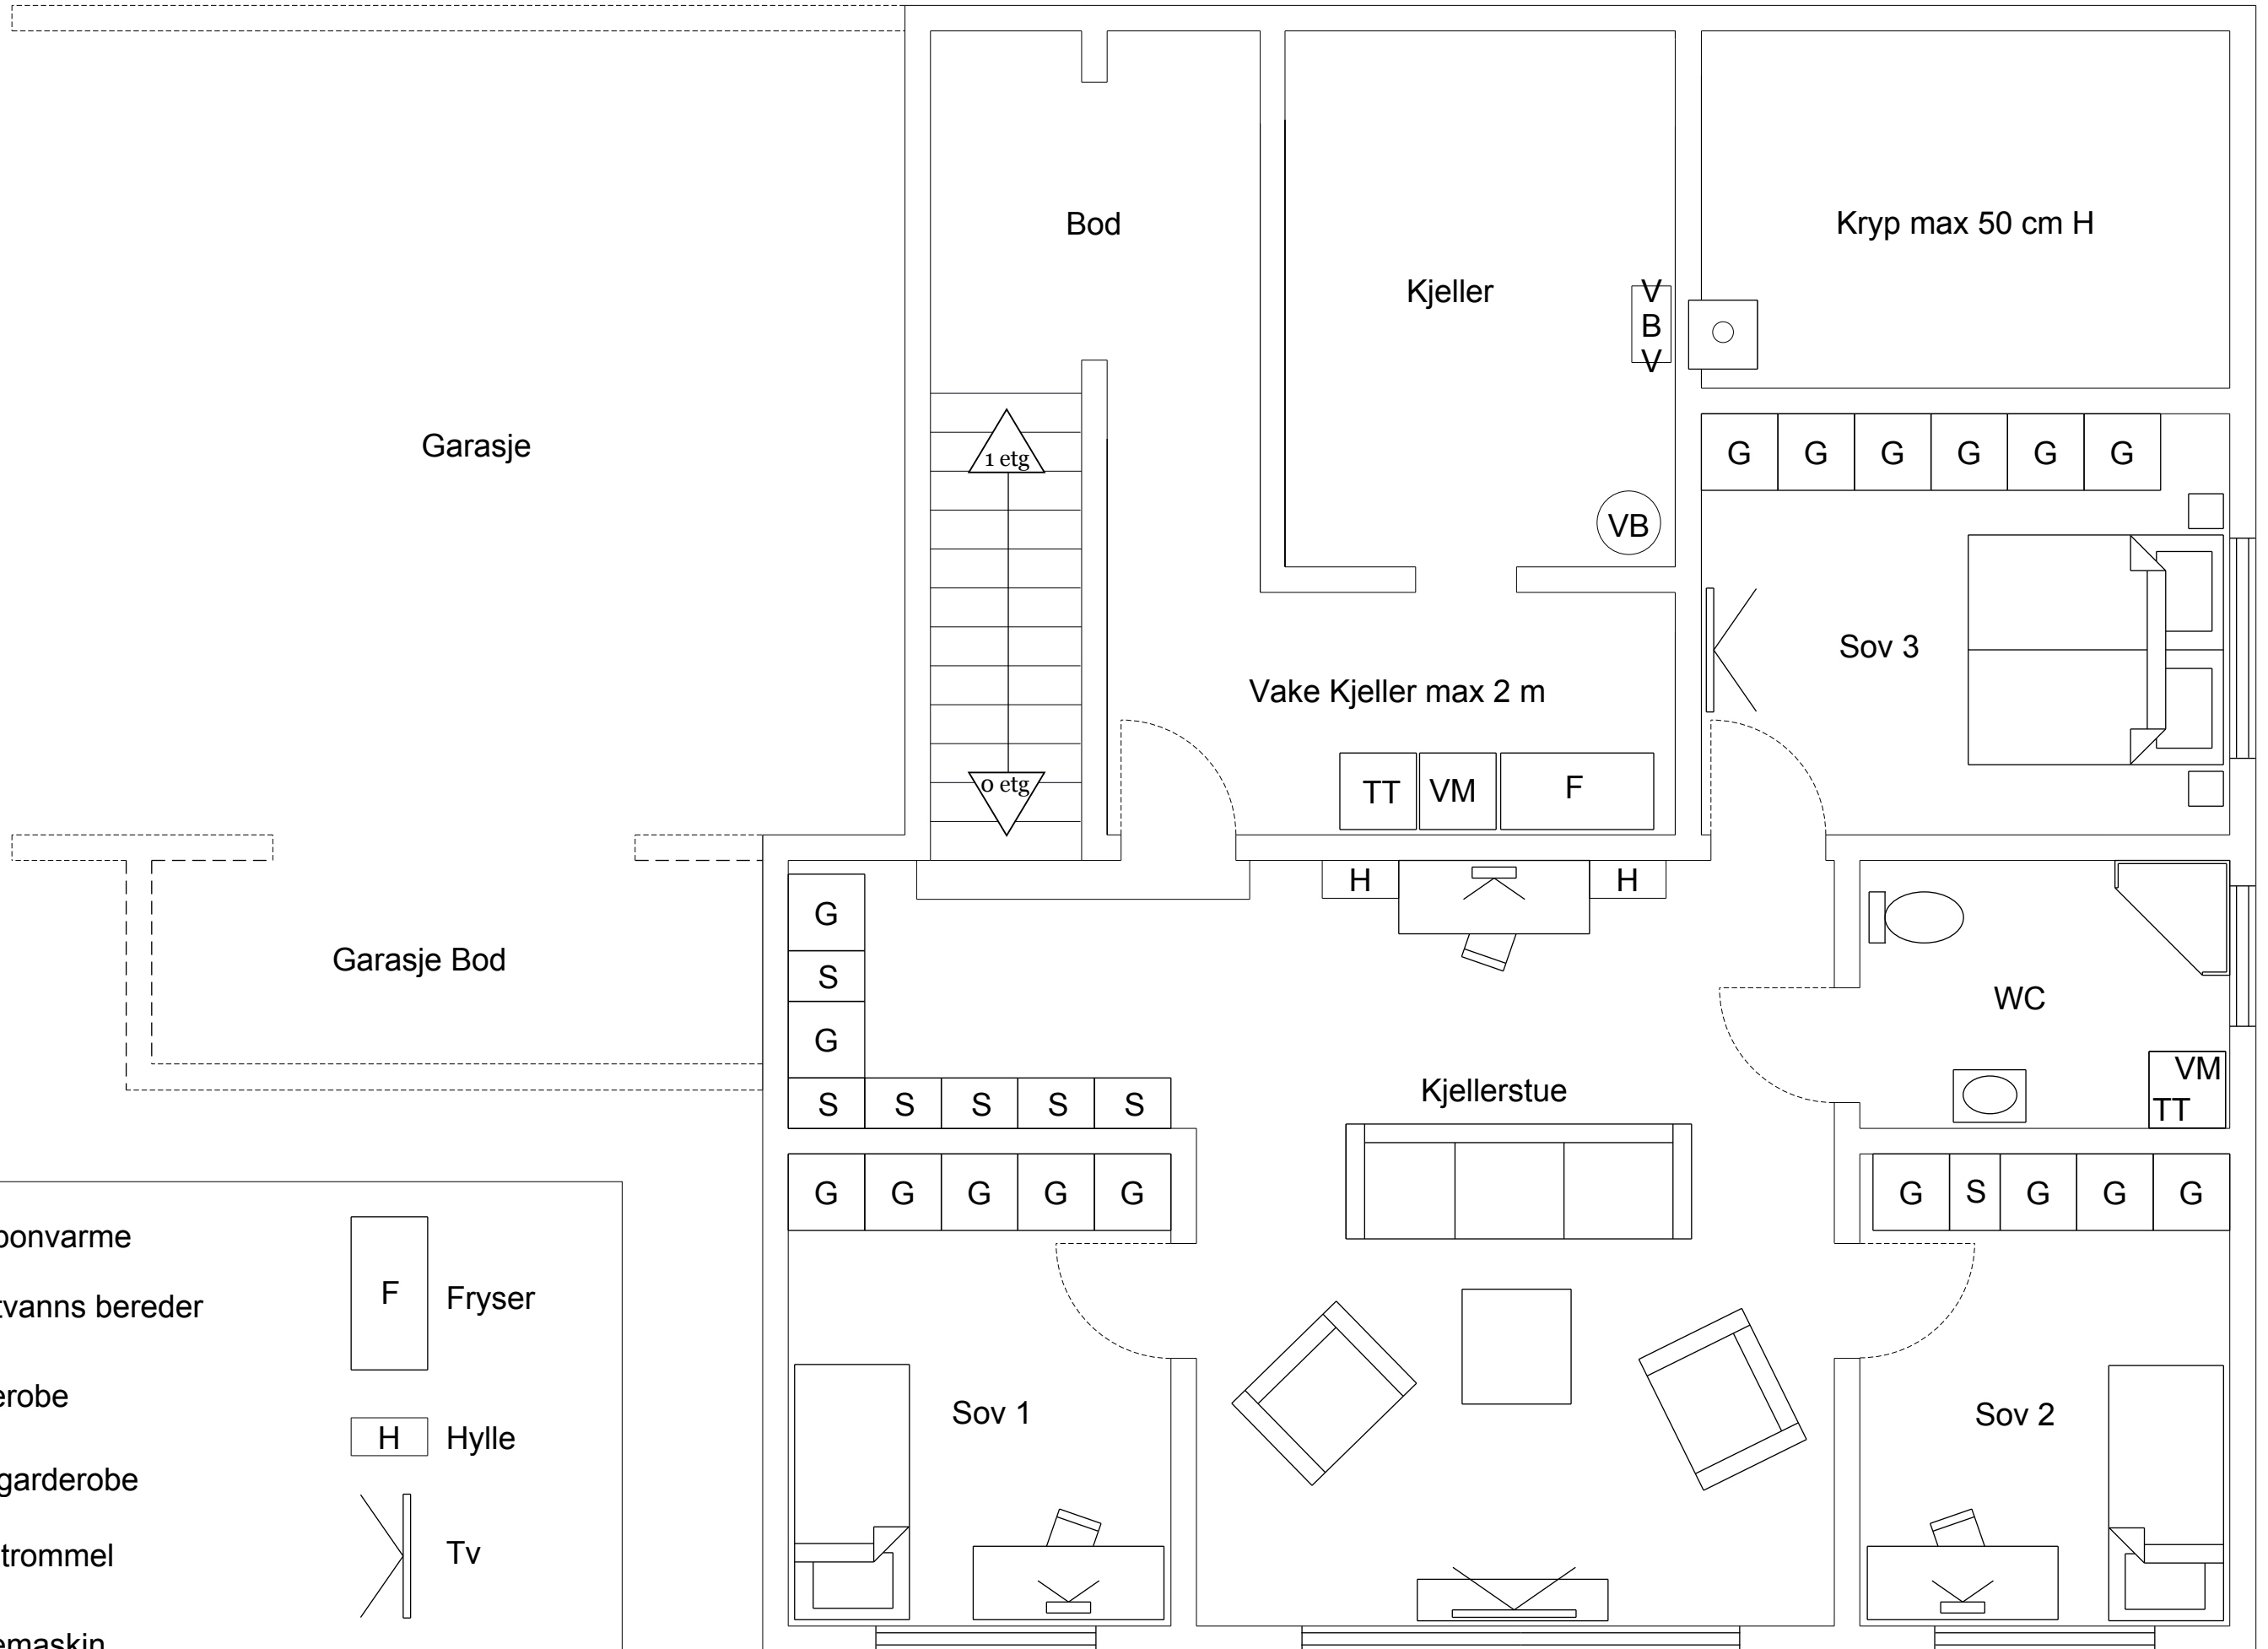 Bod
Kryp max 50 cm H
Kjeller
V
B
V
Garasje
1 etg
G G G G G G
VB
Sov 3
Vake Kjeller max 2 m
0 etg
TT VM F
H H
G
S
G
S S S S S
Garasje Bod
WC
VM
TT
Kjellerstue
G G G G G
G S G G G
Sov 1
Sov 2
F Fryser
H Hylle
Tv